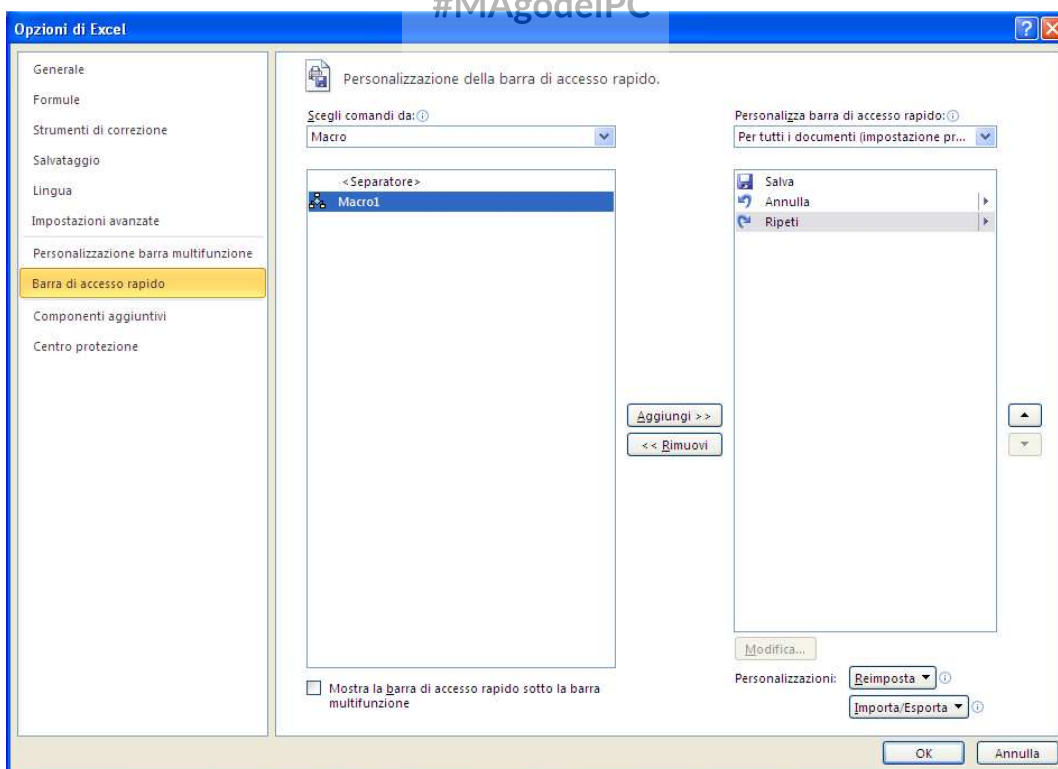 #MAgodelPC
Opzioni di Excel
Generale
Formule
Strumenti di correzione
Salvataggio
Lingua
Impostazioni avanzate
Personalizzazione barra multifunzione
Barra di accesso rapido
Componenti aggiuntivi
Centro protezione
Personalizzazione della barra di accesso rapido.
Scegli comandi da:
Macro
<Separatore>
Macro1
Aggiungi >>
<< Rimuovi
Personalizza barra di accesso rapido:
Per tutti i documenti (impostazione pr...
Salva
Annulla
Ripeti
Modifica...
Personalizzazioni:
Reimposta
Importa/Esporta
Mostra la barra di accesso rapido sotto la barra
multifunzione
OK
Annulla